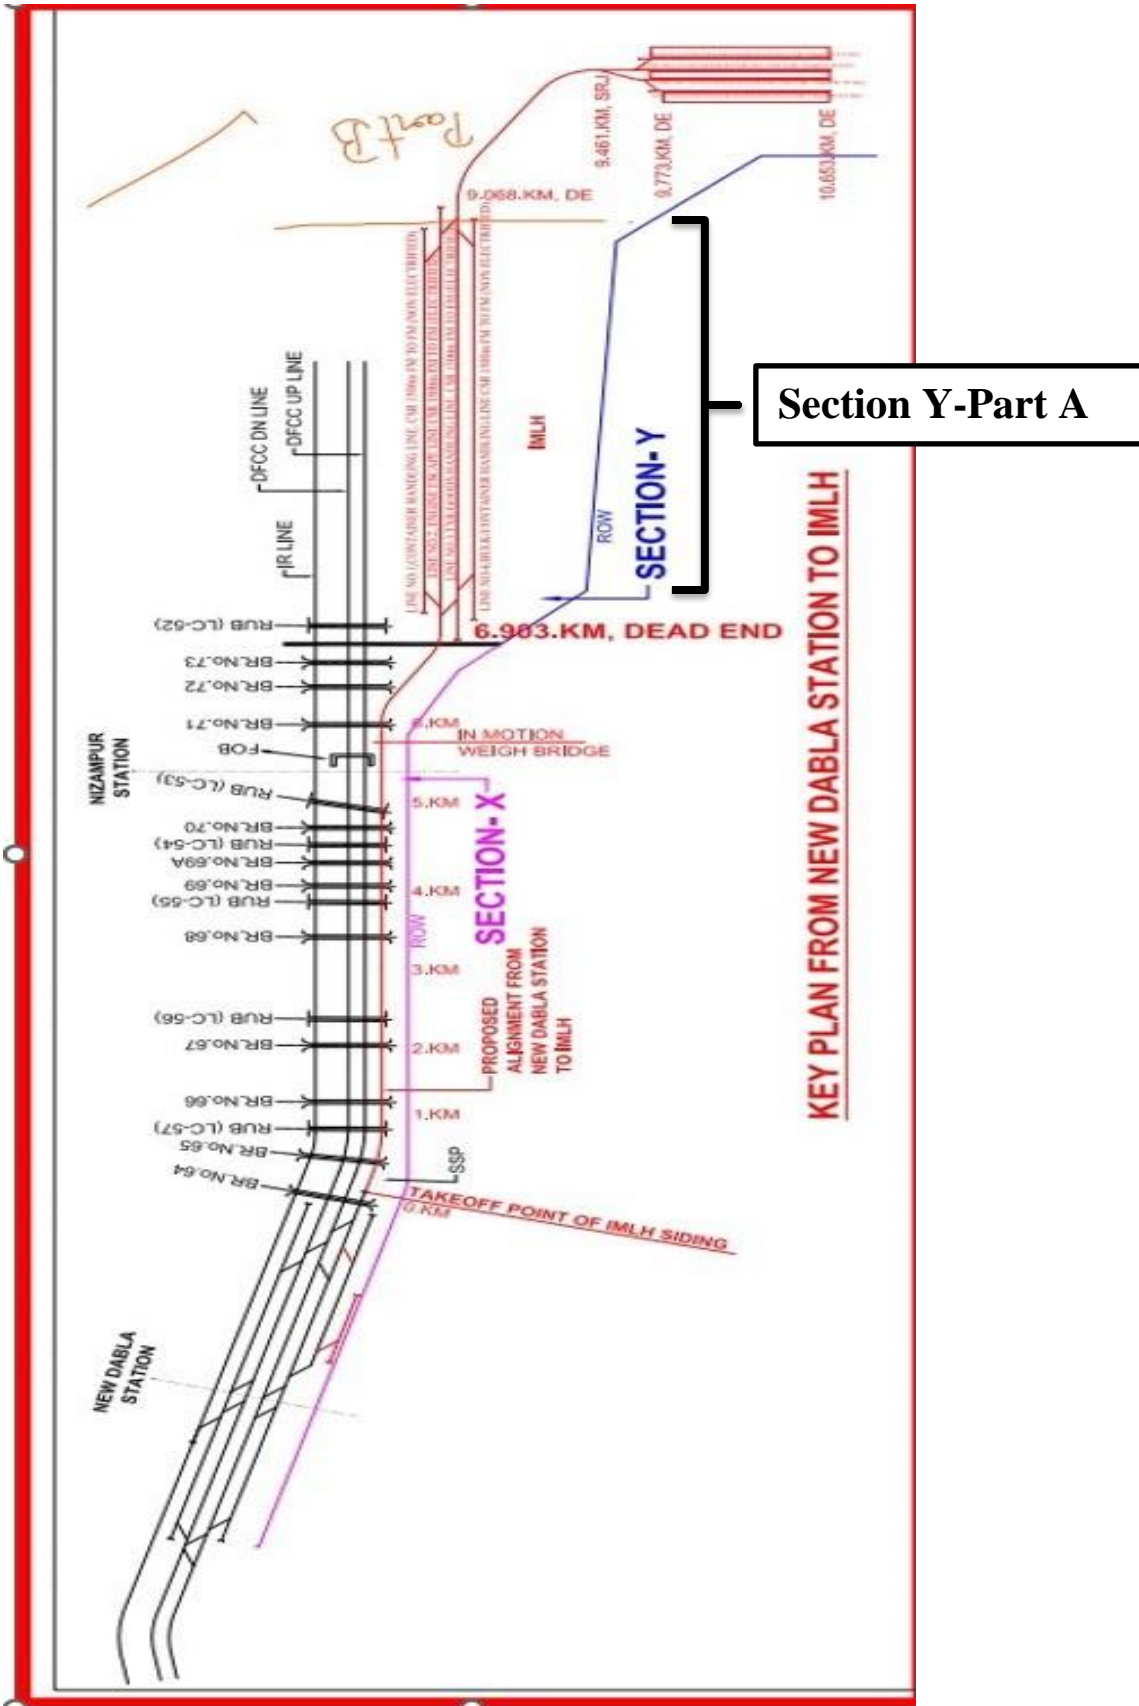 Part B
9.461.KM, SRJ
9.773.KM, DE
10.653.KM, DE
9.068.KM, DE
DFCC DN LINE
DFCC UP LINE
IR LINE
IMLH
ROW
SECTION- Y
Section Y-Part A
6.903.KM, DEAD END
RUB (LC-52)
BR.No.73
BR.No.72
BR.No.71
FOB
NIZAMPUR
STATION
RUB (LC-53)
BR.No.70
RUB (LC-54)
BR.No.69A
BR.No.69
RUB (LC-55)
BR.No.68
RUB (LC-56)
BR.No.67
BR.No.66
RUB (LC-57)
BR.No.65
BR.No.64
6.KM
IN MOTION
WEIGH BRIDGE
5.KM
SECTION- X
4.KM
ROW
3.KM
PROPOSED
ALIGNMENT FROM
NEW DABLA STATION
TO IMLH
2.KM
1.KM
SSP
TAKEOFF POINT OF IMLH SIDING
0.KM
NEW DABLA
STATION
KEY PLAN FROM NEW DABLA STATION TO IMLH